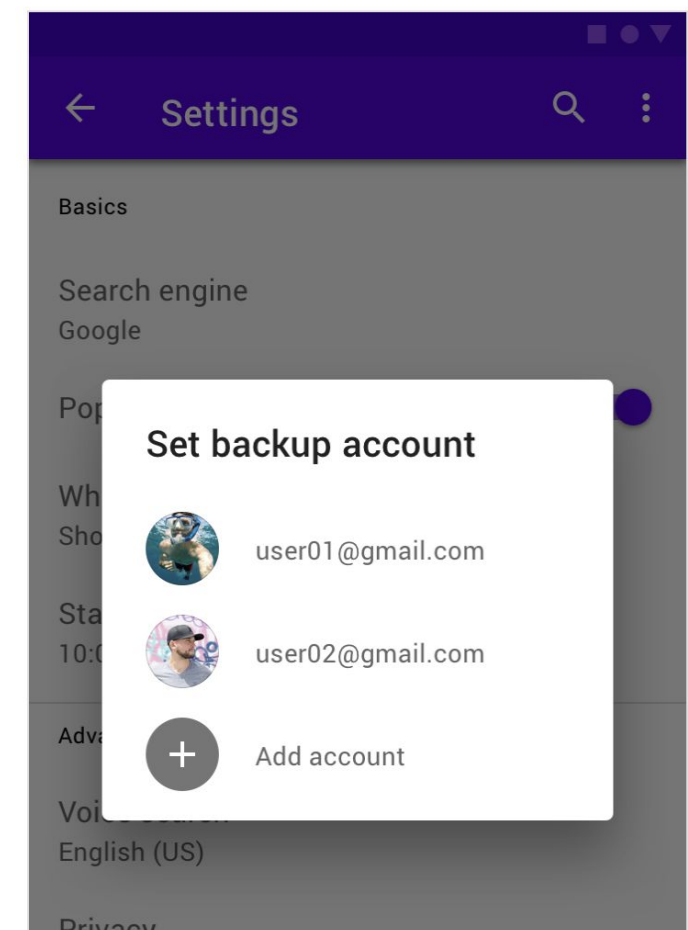 Settings
Basics
Search engine
Google
Set backup account
user01@gmail.com
user02@gmail.com
Add account
English (US)